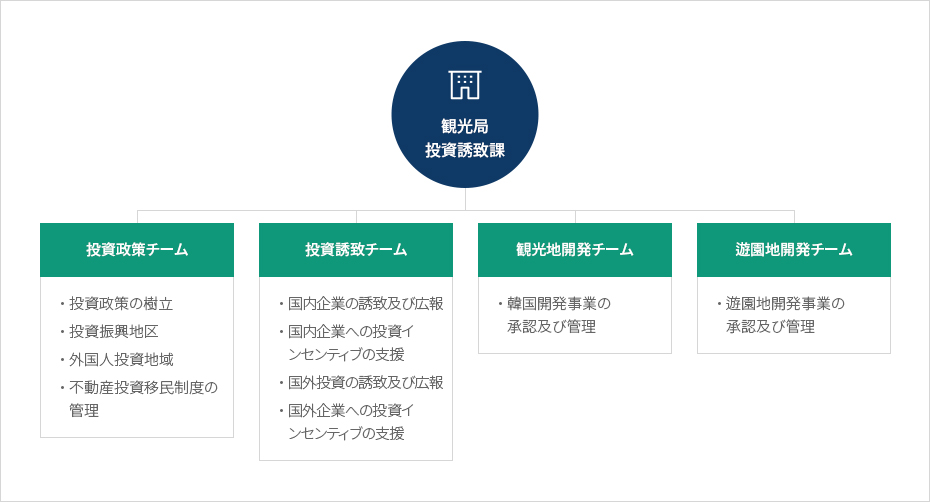 観光局
投資誘致課
投資政策チーム
・投資政策の樹立
・投資振興地区
・外国人投資地域
・不動産投資移民制度の
管理
投資誘致チーム
・国内企業の誘致及び広報
・国内企業への投資イ
ンセンティブの支援
・国外投資の誘致及び広報
・国外企業への投資イ
ンセンティブの支援
観光地開発チーム
・韓国開発事業の
承認及び管理
遊園地開発チーム
・遊園地開発事業の
承認及び管理